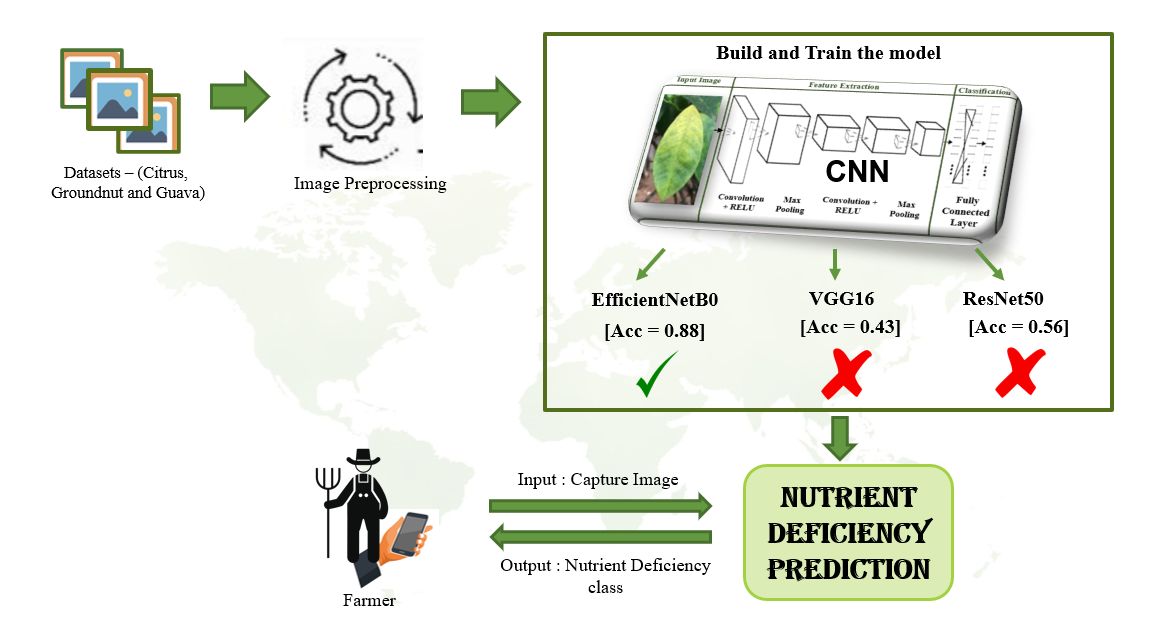 Datasets – (Citrus,
Groundnut and Guava)
Image Preprocessing
Build and Train the model
Input Image
Feature Extraction
Classification
CNN
Convolution
+ RELU
Max
Pooling
Convolution +
RELU
Max
Pooling
Fully
Connected
Layer
EfficientNetB0
[Acc = 0.88]
VGG16
[Acc = 0.43]
ResNet50
[Acc = 0.56]
Input : Capture Image
Output : Nutrient Deficiency
class
Farmer
NUTRIENT
DEFICIENCY
PREDICTION